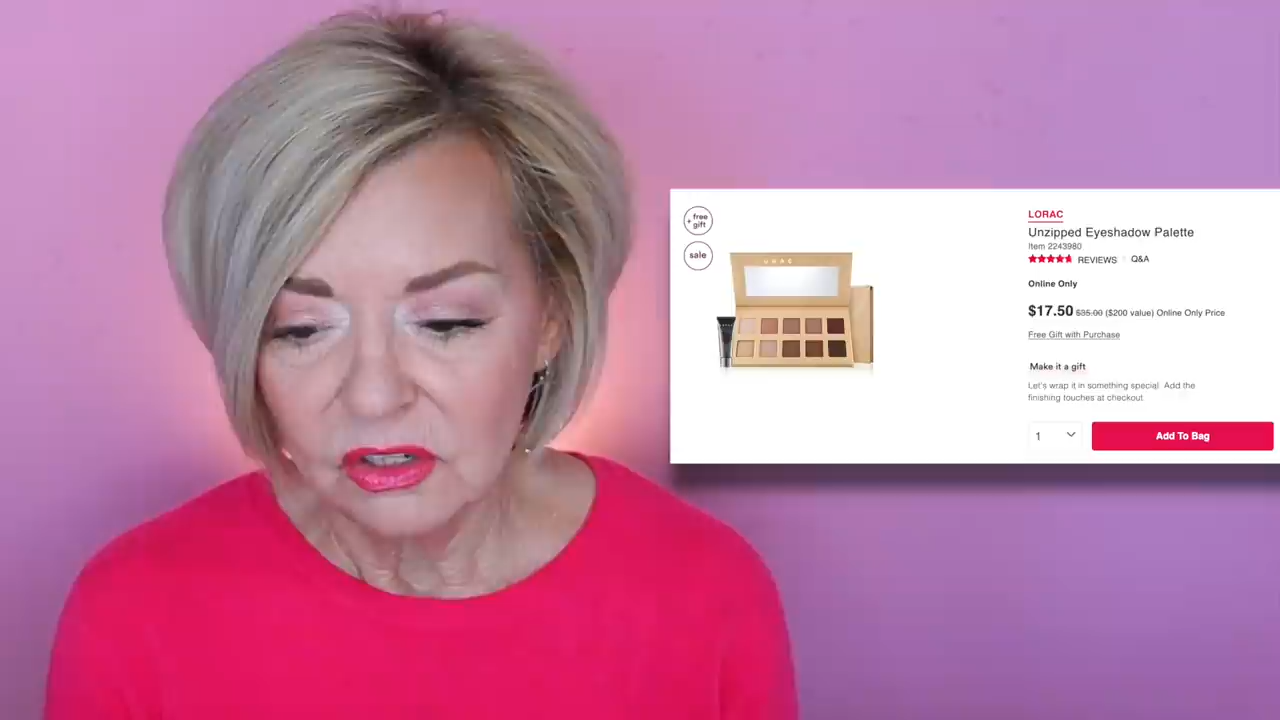 + free
gift
sale
LORAC
LORAC
Unzipped Eyeshadow Palette
Item 2243980
REVIEWS Q&A
Online Only
$17.50 $35.00 ($200 value) Online Only Price
Free Gift with Purchase
Make it a gift
Let's wrap it in something special. Add the
finishing touches at checkout
1
Add To Bag